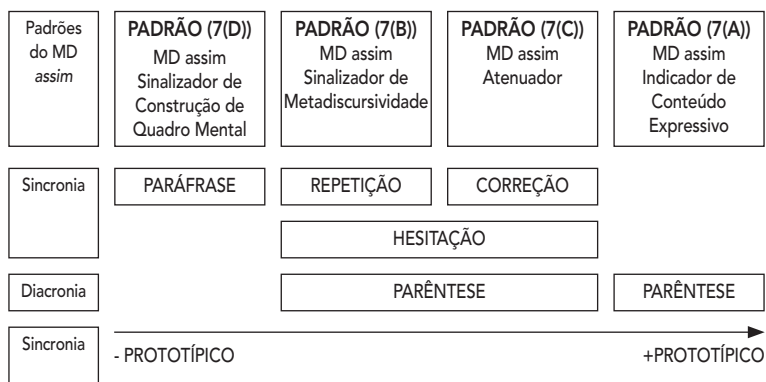 Padrões
do MD
assim
PADRÃO (7(D))
MD assim
Sinalizador de
Construção de
Quadro Mental
PADRÃO (7(B))
MD assim
Sinalizador de
Metadiscursividade
PADRÃO (7(C))
MD assim
Atenuador
PADRÃO (7(A))
MD assim
Indicador de
Conteúdo
Expressivo
Sincronia
PARÁFRASE
REPETIÇÃO
CORREÇÃO
HESITAÇÃO
Diacronia
PARÊNTESE
PARÊNTESE
Sincronia
- PROTOTÍPICO
+PROTOTÍPICO